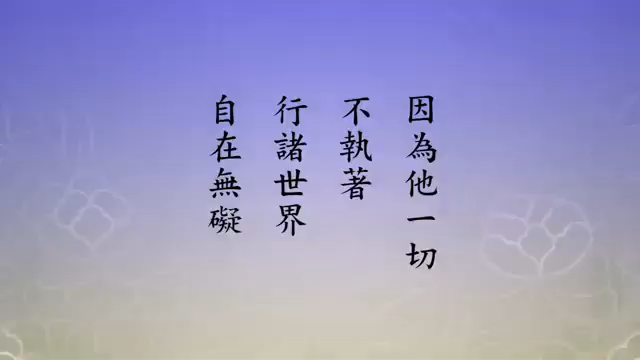 因為他一切
不執著
行諸世界
自在無礙